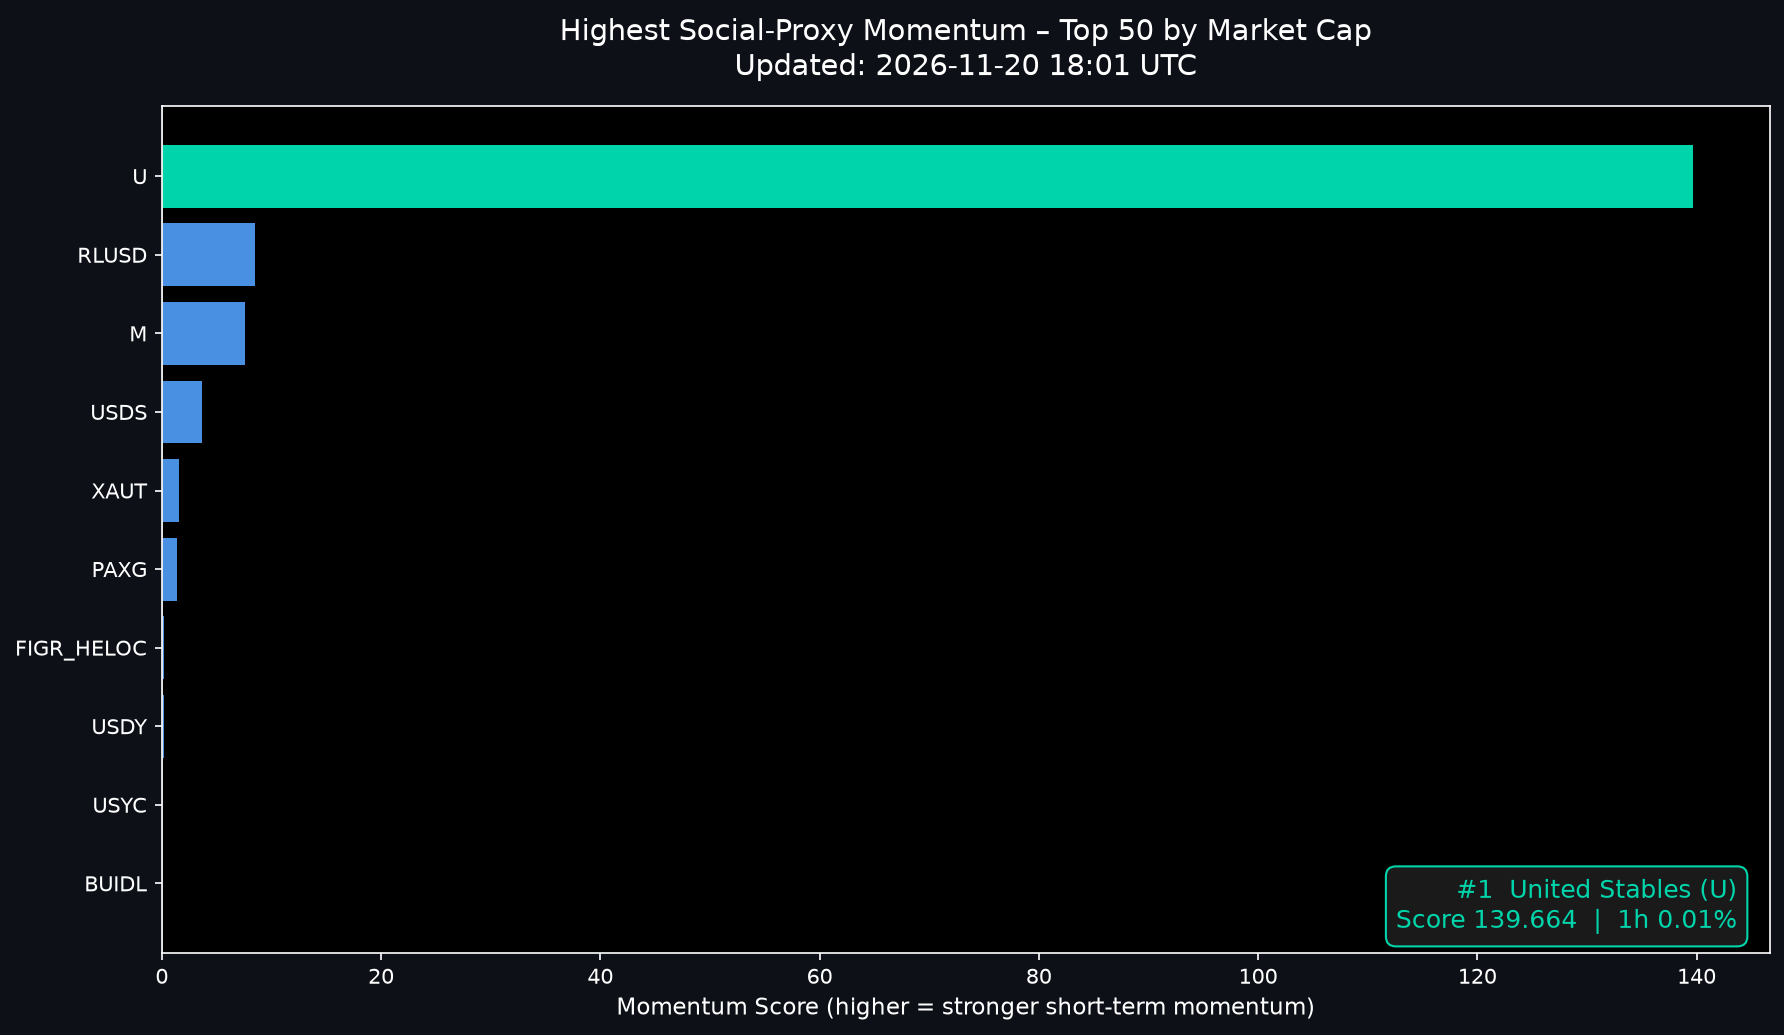 Highest Social-Proxy Momentum – Top 50 by Market Cap
Updated: 2026-11-20 18:01 UTC
U
RLUSD
M
USDS
XAUT
PAXG
FIGR_HELOC
USDY
USYC
BUIDL
#1 United Stables (U)
Score 139.664 | 1h 0.01%
0 20 40 60 80 100 120 140
Momentum Score (higher = stronger short-term momentum)